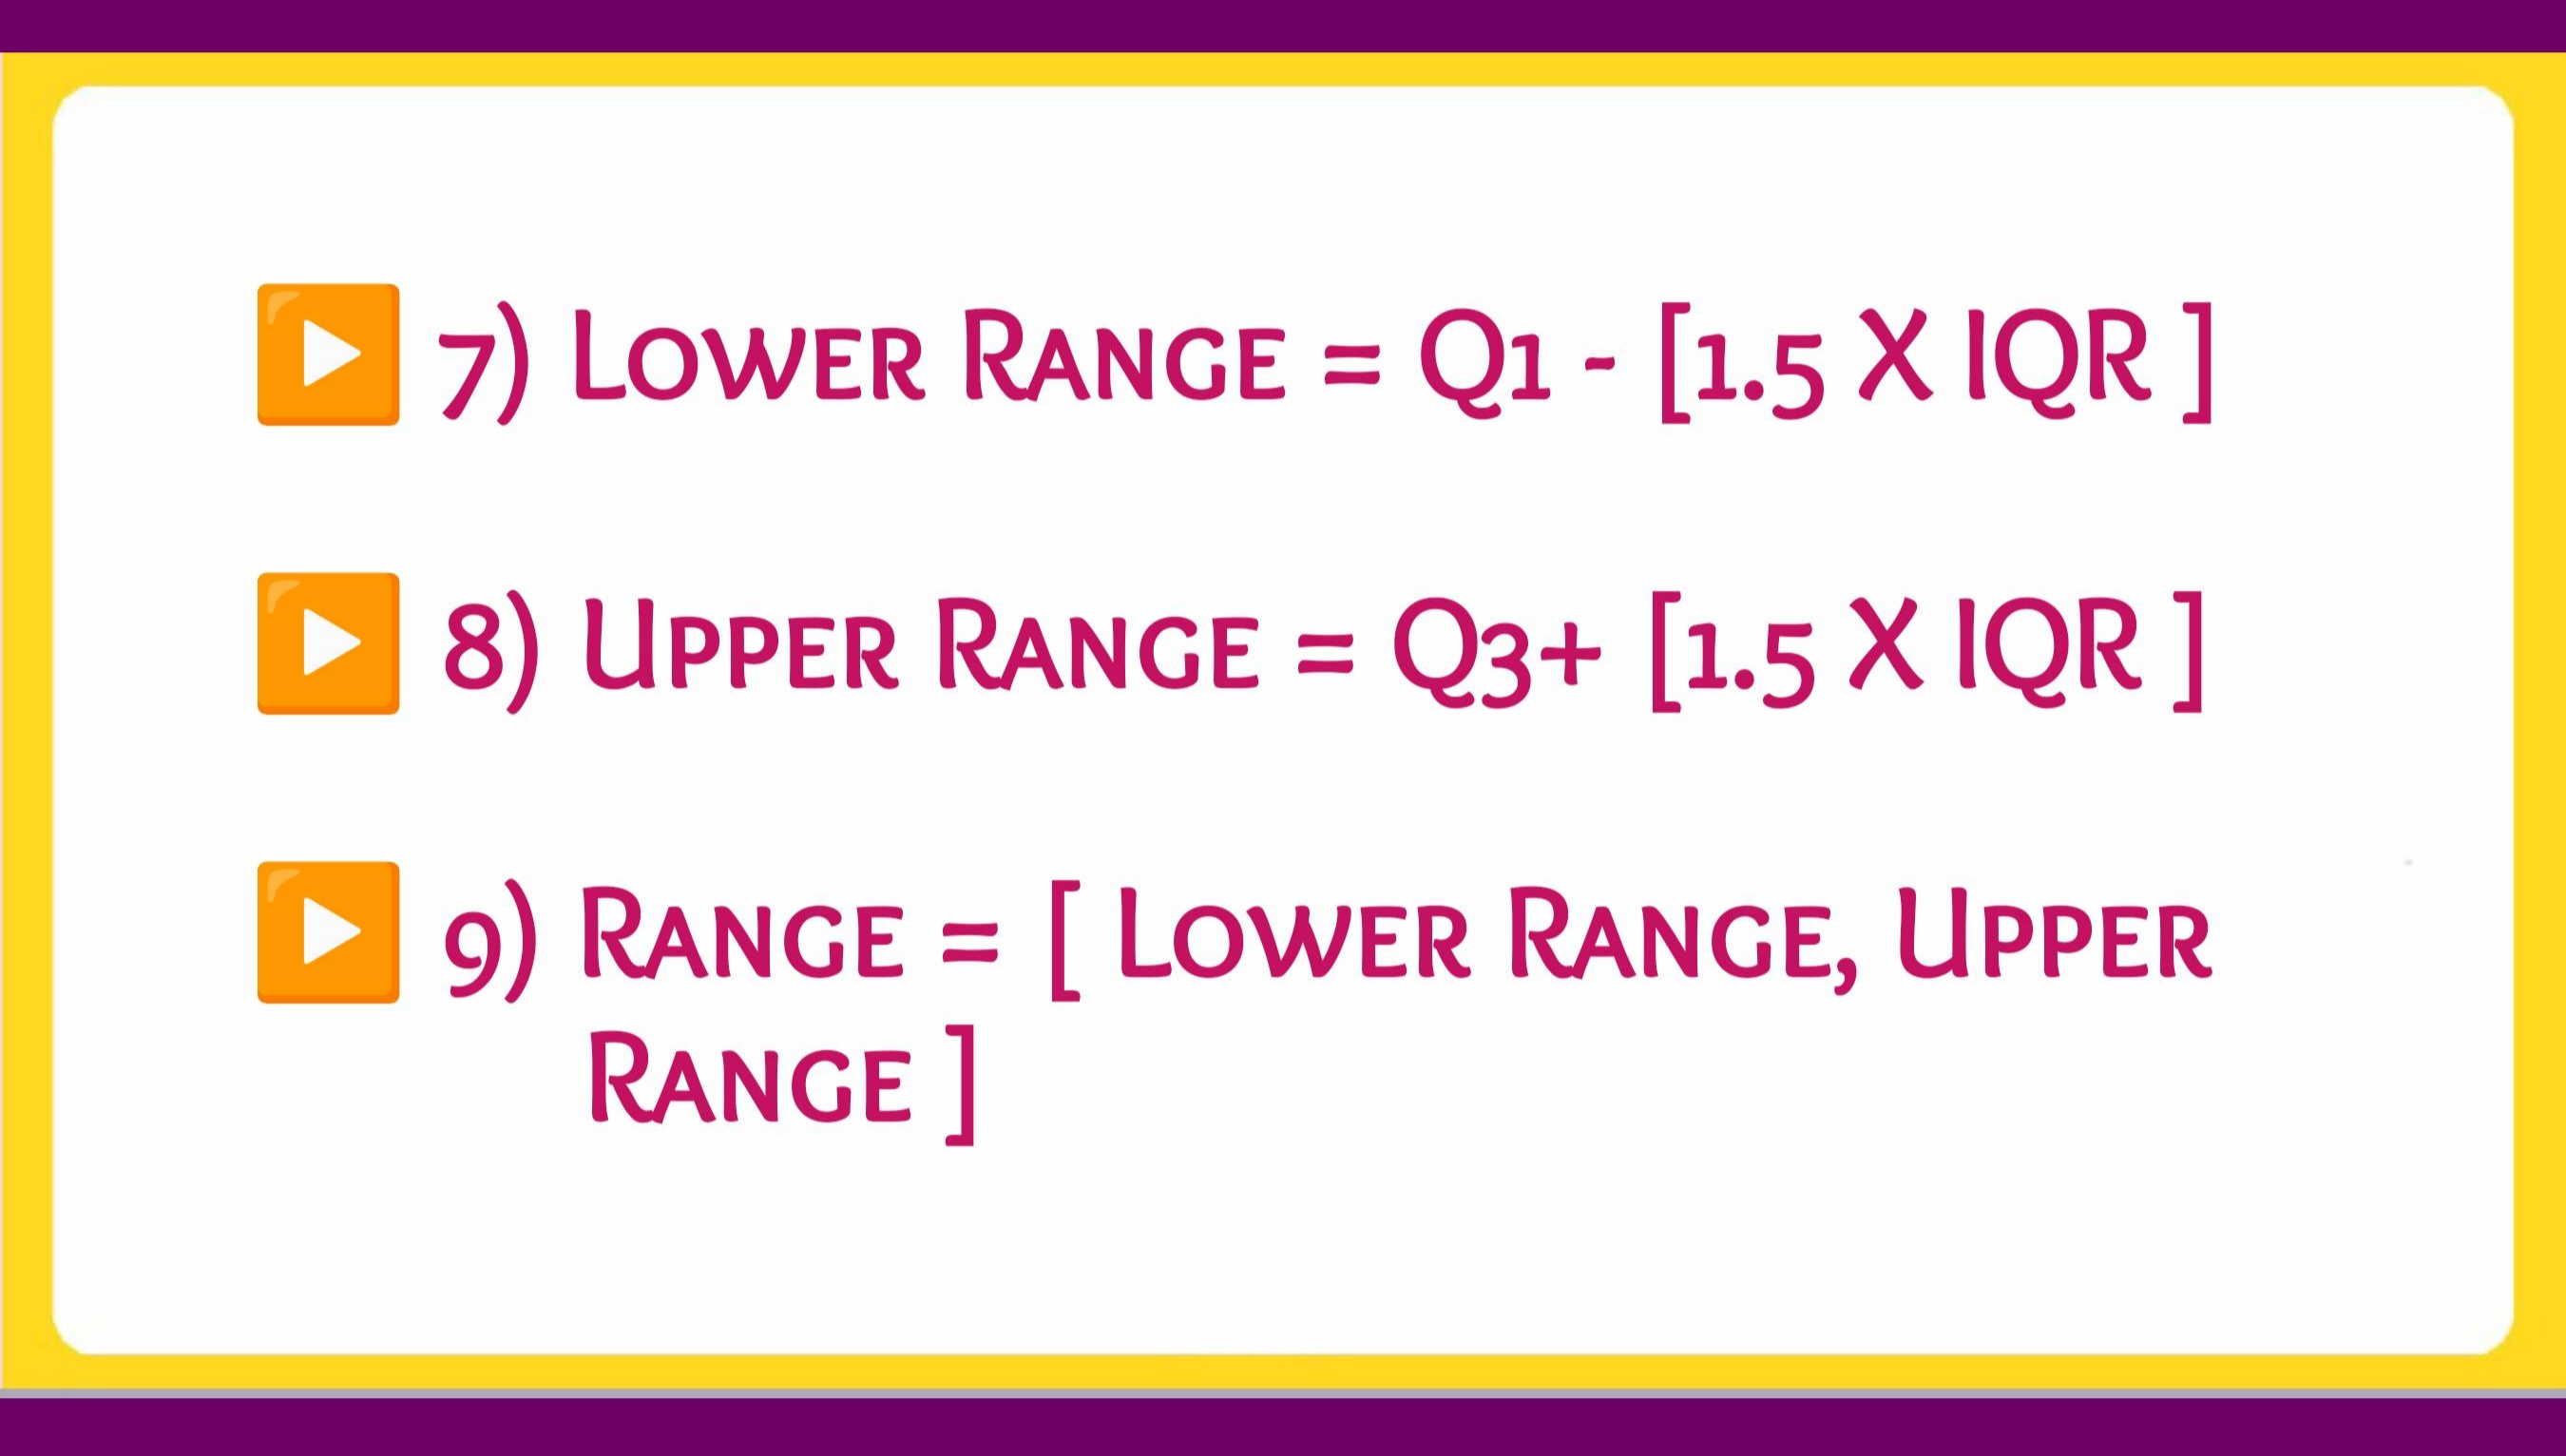 ▶️ 7) Lower Range = Q1 - [1.5 X IQR ]
▶️ 8) Upper Range = Q3+ [1.5 X IQR ]
▶️ 9) Range = [ Lower Range, Upper
Range ]